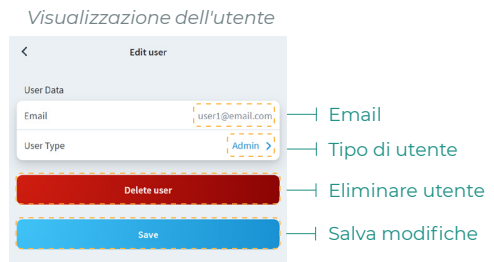 Visualizzazione dell'utente
Edit user
User Data
Email user1@email.com
Email
User Type Admin
Tipo di utente
Delete user
Eliminare utente
Save
Salva modifiche